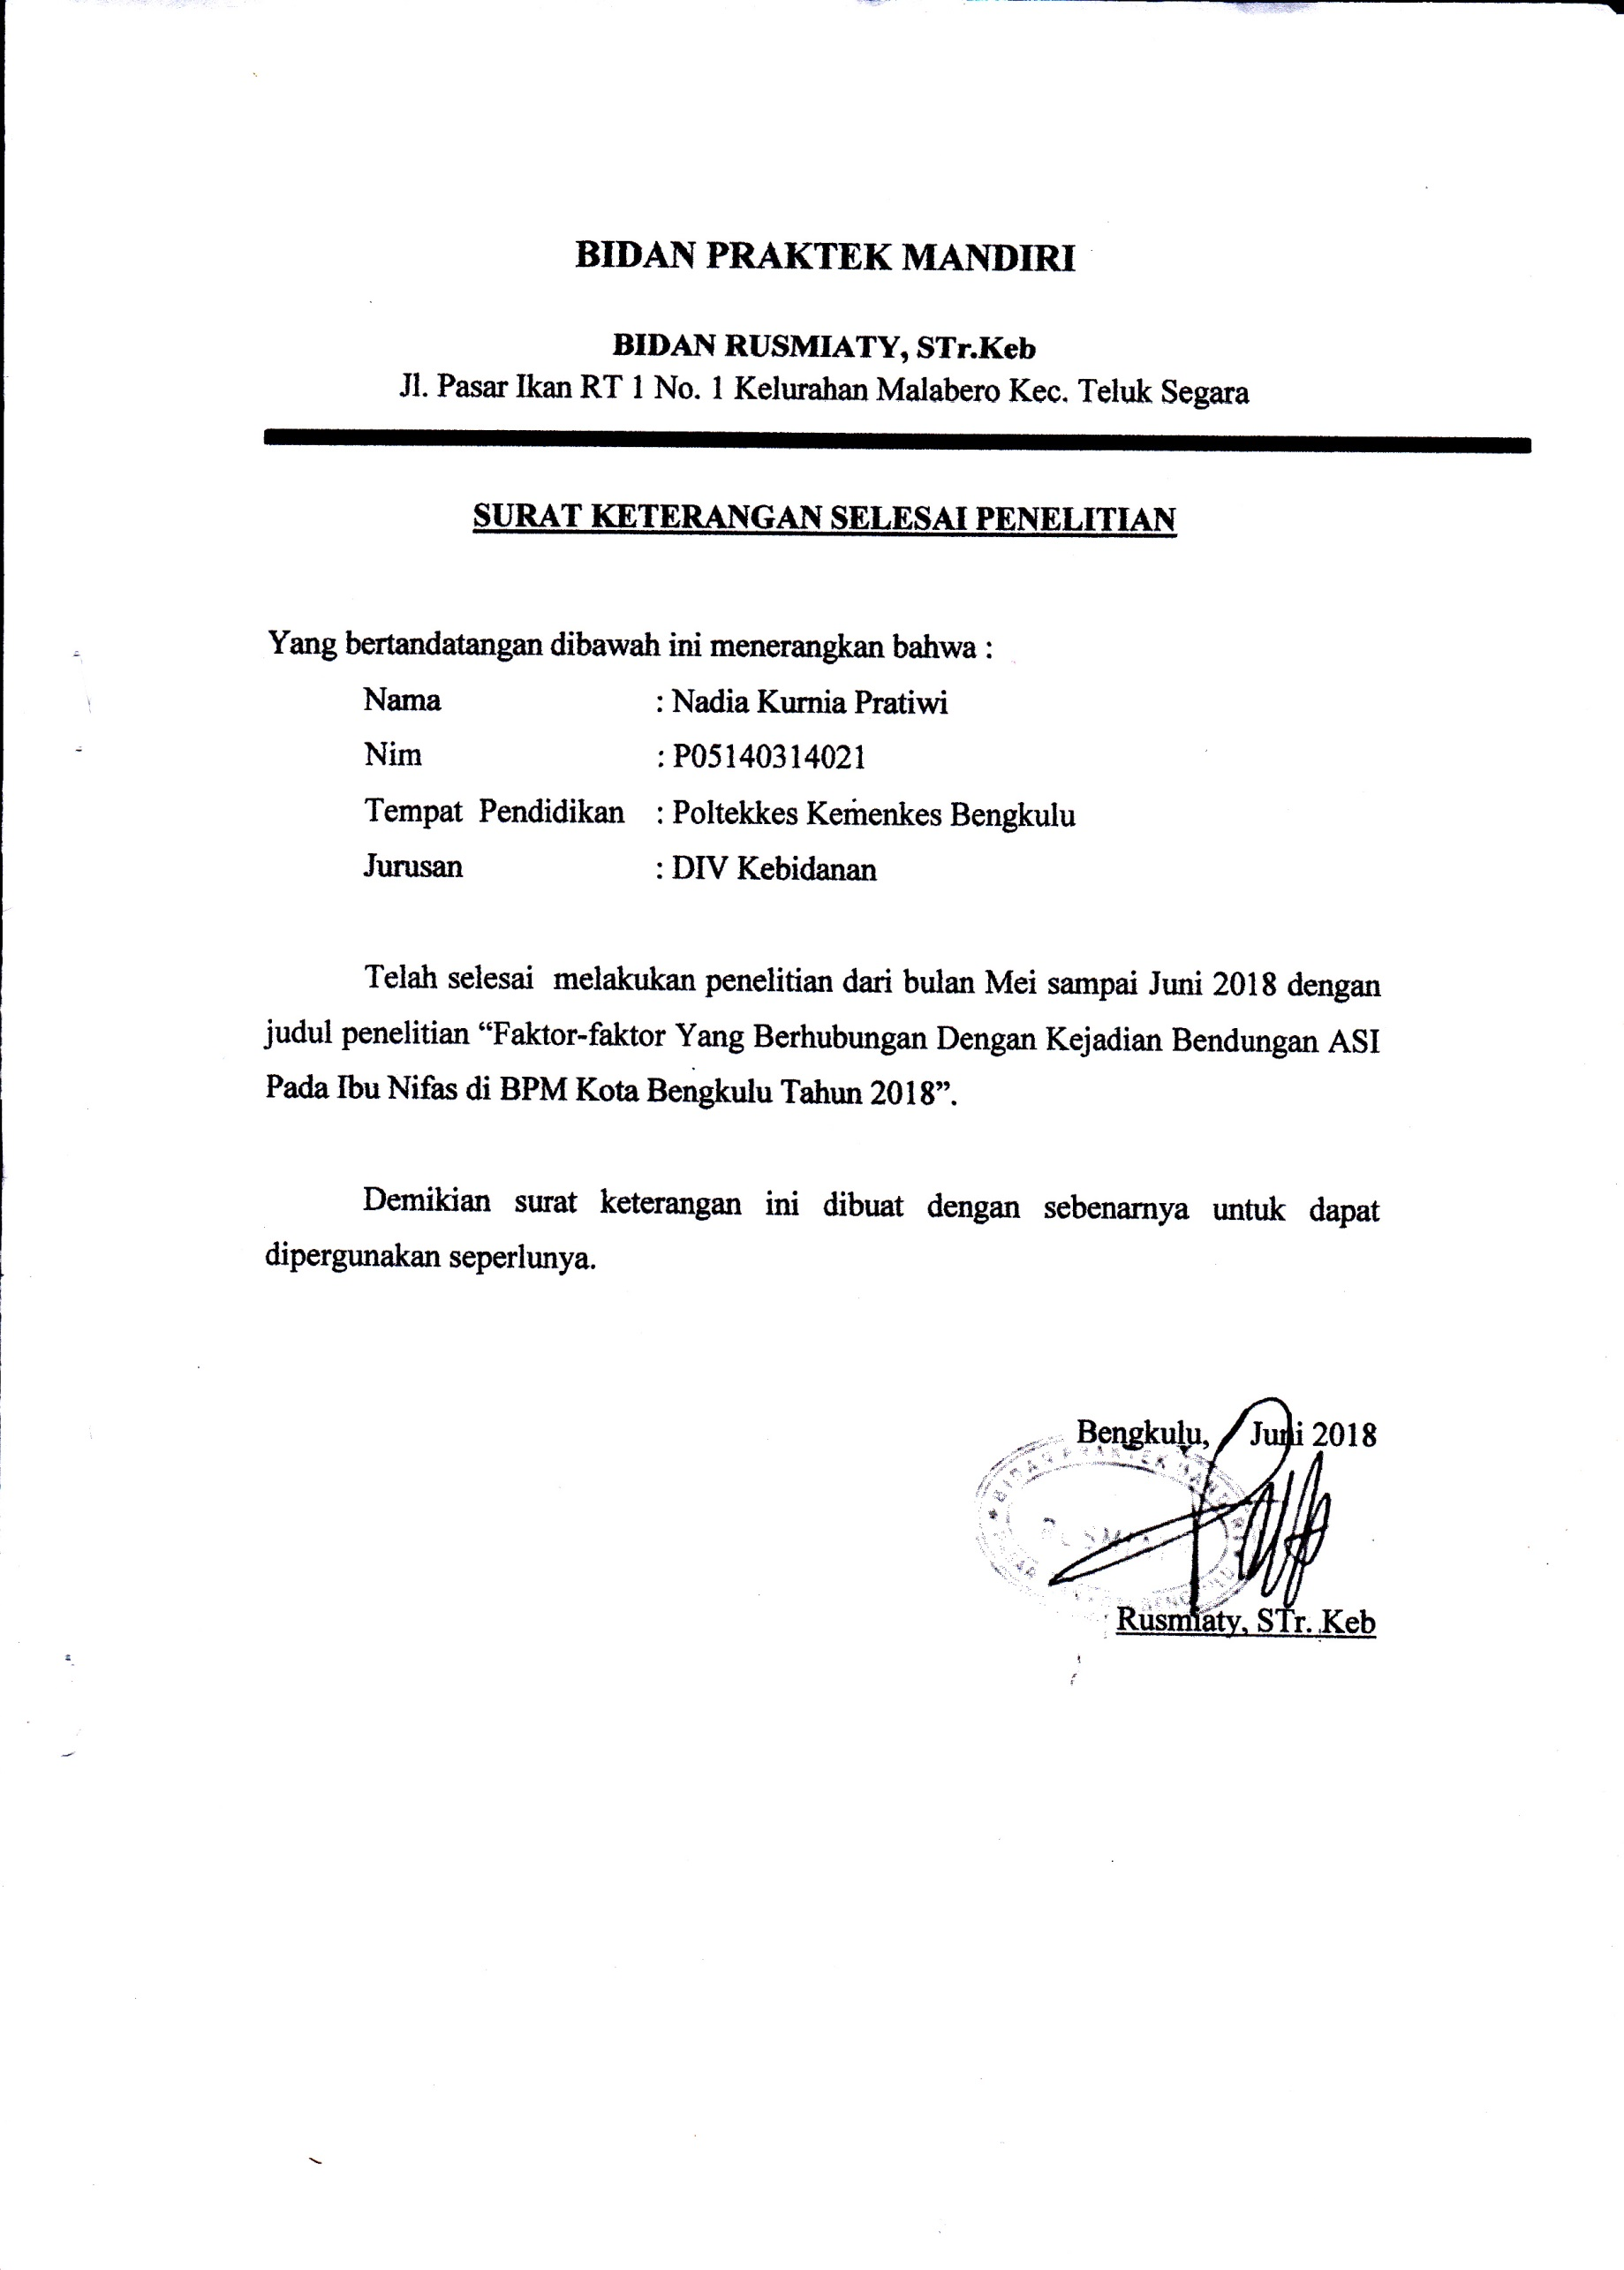 BIDAN PRAKTEK MANDIRI
BIDAN RUSMIATY, STr.Keb
Jl. Pasar Ikan RT 1 No. 1 Kelurahan Malabero Kec. Teluk Segara
SURAT KETERANGAN SELESAI PENELITIAN
Yang bertandatangan dibawah ini menerangkan bahwa :
Nama : Nadia Kurnia Pratiwi
Nim : P05140314021
Tempat Pendidikan : Poltekkes Kemenkes Bengkulu
Jurusan : DIV Kebidanan
Telah selesai melakukan penelitian dari bulan Mei sampai Juni 2018 dengan
judul penelitian “Faktor-faktor Yang Berhubungan Dengan Kejadian Bendungan ASI
Pada Ibu Nifas di BPM Kota Bengkulu Tahun 2018”.
Demikian surat keterangan ini dibuat dengan sebenarnya untuk dapat
dipergunakan seperlunya.
Bengkulu, Juni 2018
BIDAN PRAKTEK
Rusmiaty, STr. Keb